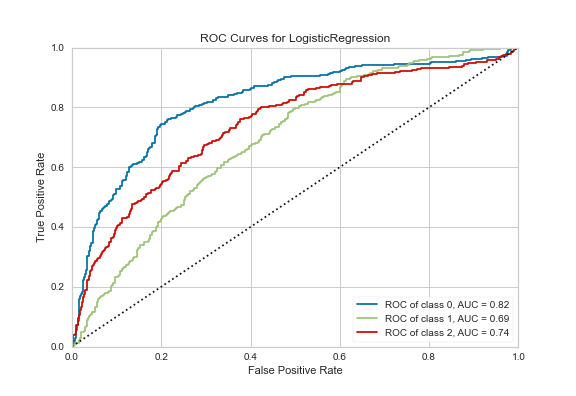 ROC Curves for LogisticRegression
True Positive Rate
1.0
0.8
0.6
0.4
0.2
0.0
ROC of class 0, AUC = 0.82
ROC of class 1, AUC = 0.69
ROC of class 2, AUC = 0.74
0.0 0.2 0.4 0.6 0.8 1.0
False Positive Rate